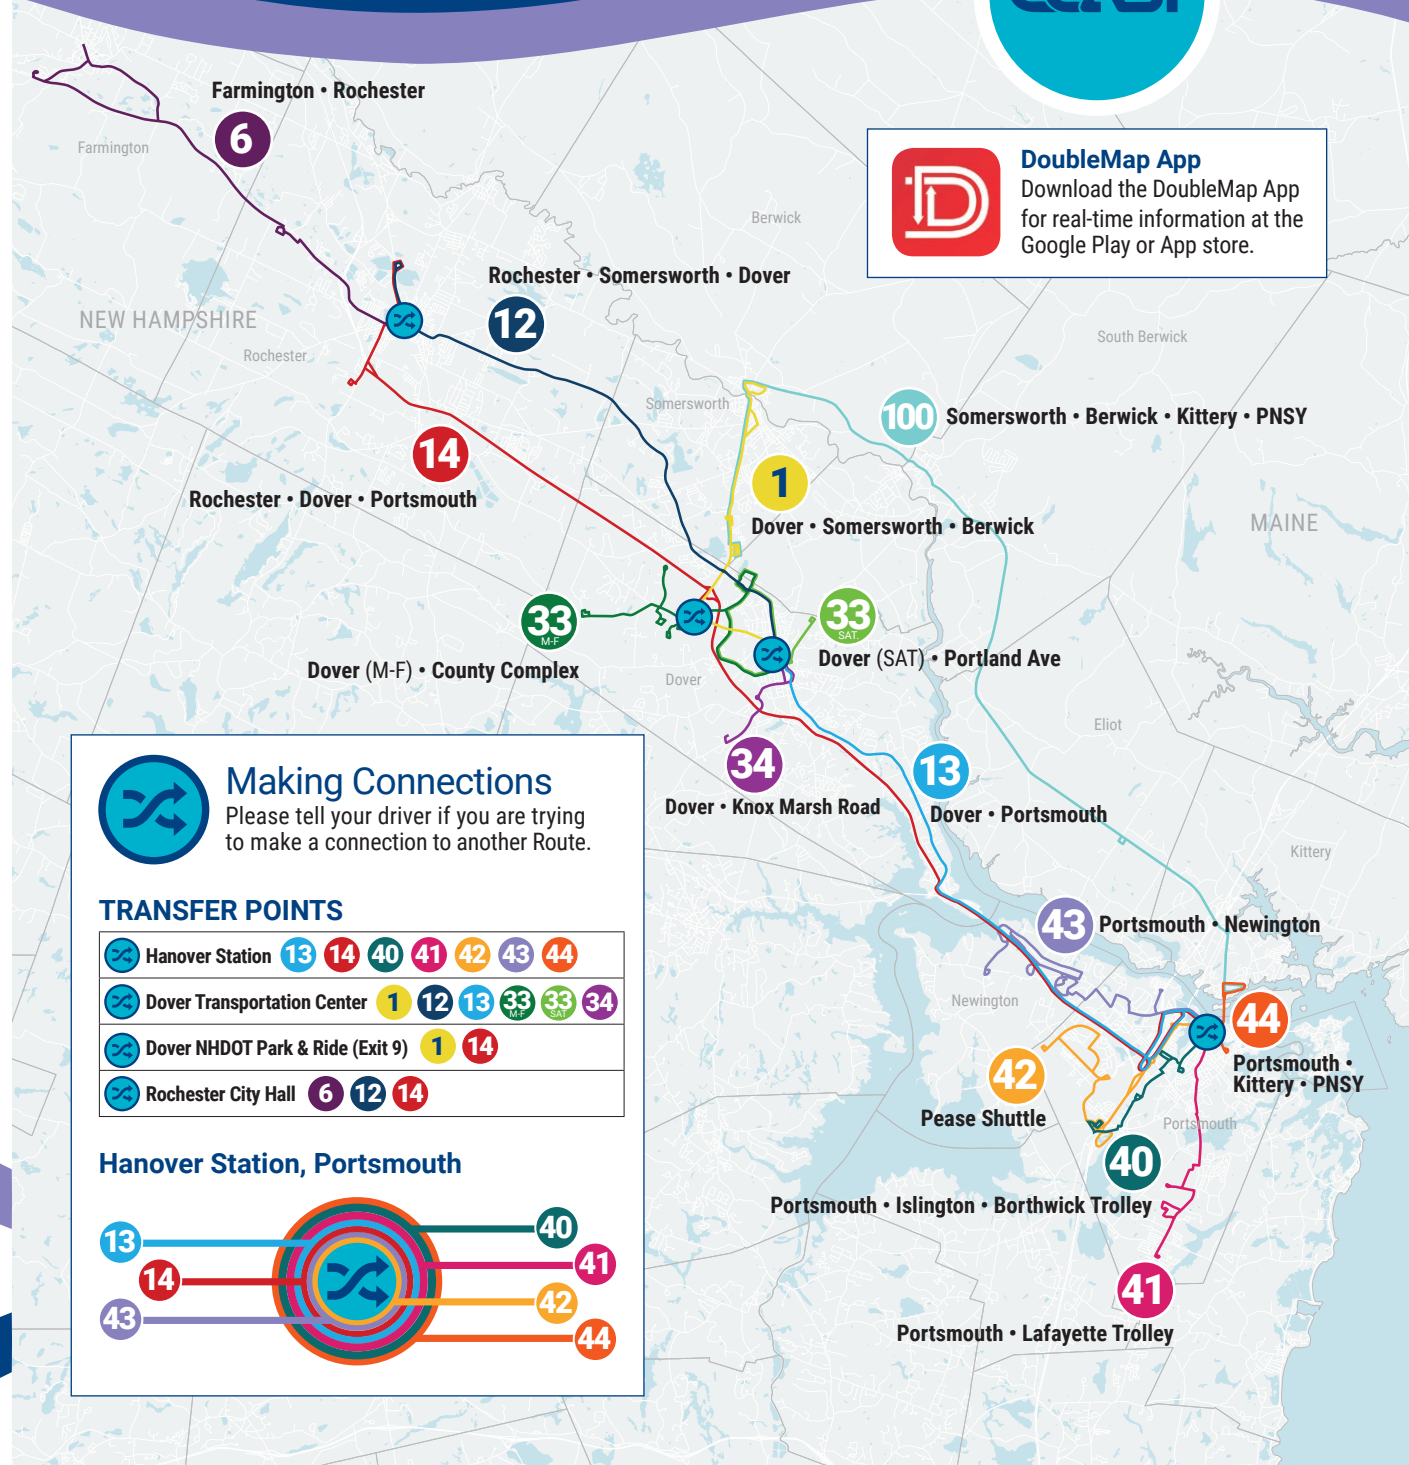 Farmington • Rochester
6
Farmington
DoubleMap App
Download the DoubleMap App
for real-time information at the
Google Play or App store.
Berwick
Rochester • Somersworth • Dover
12
NEW HAMPSHIRE
Rochester
South Berwick
Somersworth
100 Somersworth • Berwick • Kittery • PNSY
14
Rochester • Dover • Portsmouth
1
Dover • Somersworth • Berwick
MAINE
33
M-F
Dover (M-F) • County Complex
33
SAT.
Dover (SAT) • Portland Ave
Dover
Eliot
34
Dover • Knox Marsh Road
13
Dover • Portsmouth
Kittery
Making Connections
Please tell your driver if you are trying
to make a connection to another Route.
TRANSFER POINTS
Hanover Station 13 14 40 41 42 43 44
Dover Transportation Center 1 12 13 33 M-F 33 SAT 34
Dover NHDOT Park & Ride (Exit 9) 1 14
Rochester City Hall 6 12 14
Hanover Station, Portsmouth
13
14
43
40
41
42
44
43 Portsmouth • Newington
Newington
44
Portsmouth •
Kittery • PNSY
42
Pease Shuttle
Portsmouth
40
Portsmouth • Islington • Borthwick Trolley
41
Portsmouth • Lafayette Trolley